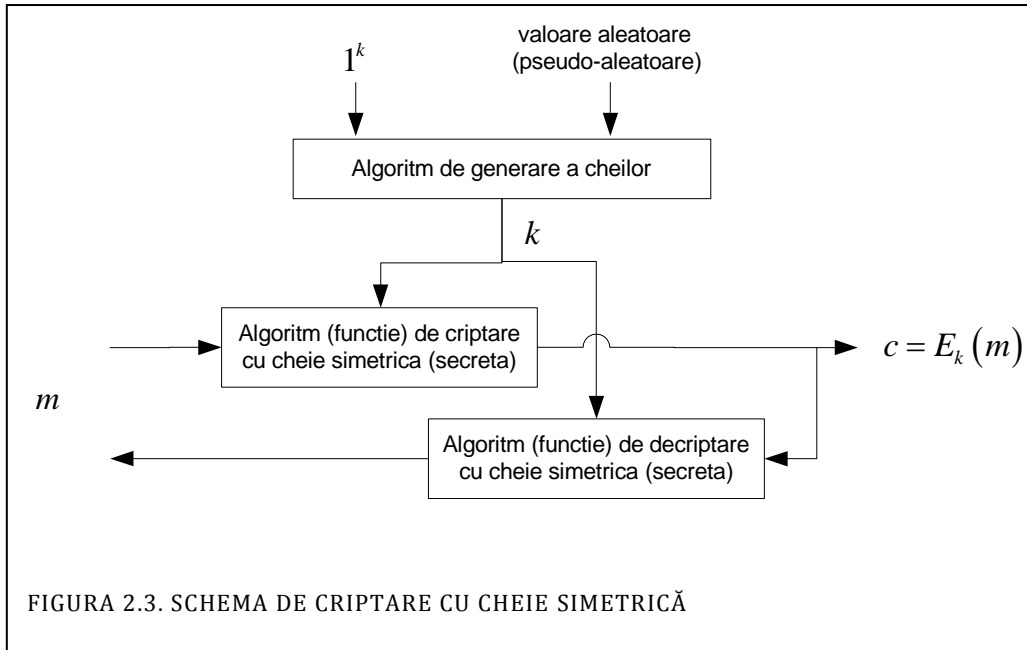 1^k
valoare aleatoare
(pseudo-aleatoare)
Algoritm de generare a cheilor
k
Algoritm (functie) de criptare
cu cheie simetrica (secreta)
c = E_k (m)
m
Algoritm (functie) de decriptare
cu cheie simetrica (secreta)
FIGURA 2.3. SCHEMA DE CRIPTARE CU CHEIE SIMETRICĂ